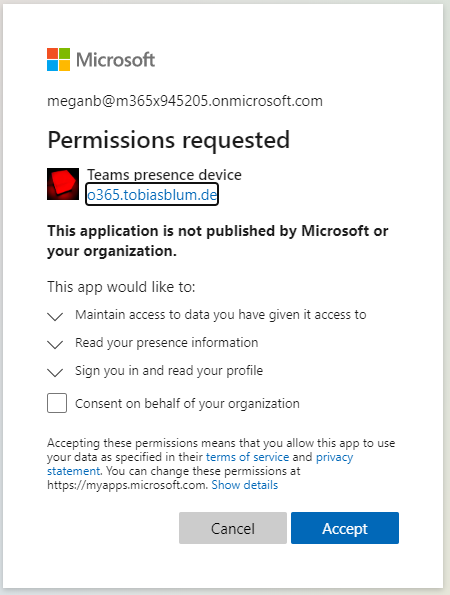 Microsoft
meganb@m365x945205.onmicrosoft.com
Permissions requested
Teams presence device
o365.tobiasblum.de
This application is not published by Microsoft or
your organization.
This app would like to:
Maintain access to data you have given it access to
Read your presence information
Sign you in and read your profile
Consent on behalf of your organization
Accepting these permissions means that you allow this app to use
your data as specified in their terms of service and privacy
statement. You can change these permissions at
https://myapps.microsoft.com. Show details
Cancel Accept